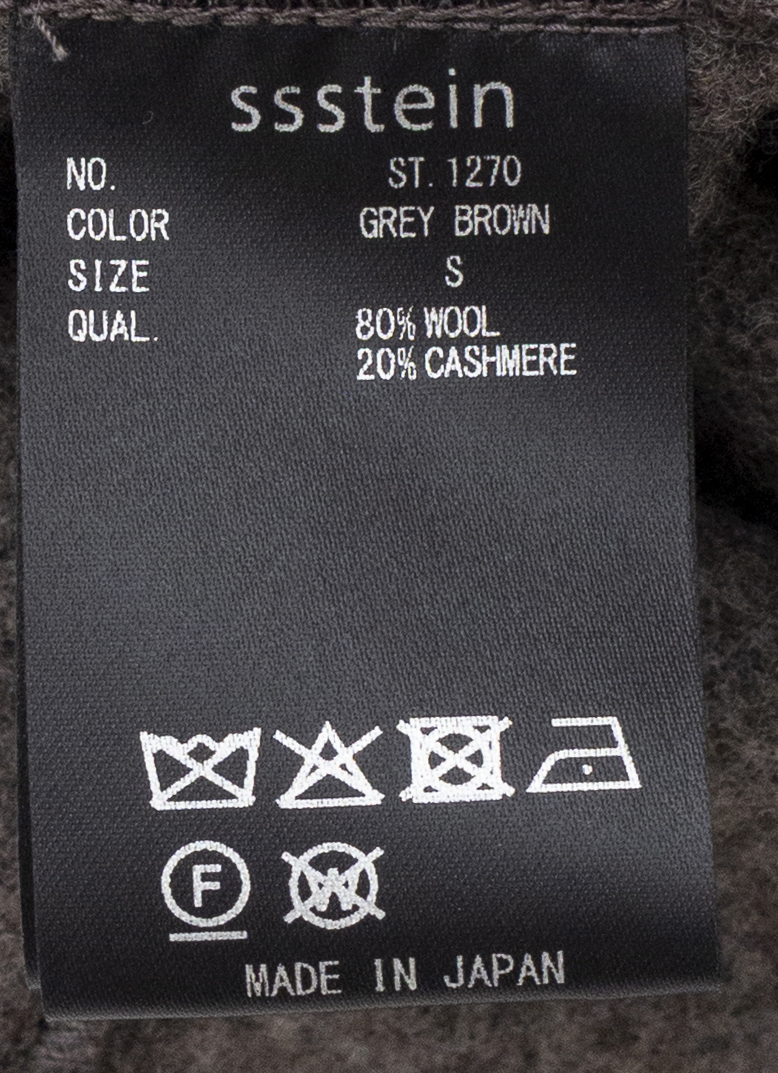 ssstein
NO. ST. 1270
COLOR GREY BROWN
SIZE S
QUAL. 80% WOOL
20% CASHMERE
F W
MADE IN JAPAN